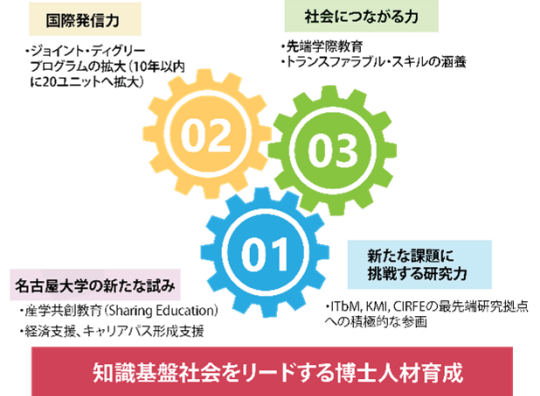 国際発信力
・ジョイント・ディグリー
プログラムの拡大（10年以内
に20ユニットへ拡大）
社会につながる力
・先端学際教育
・トランスファラブル・スキルの涵養
02
03
01
新たな課題に
挑戦する研究力
・ITbM, KMI, CIRFEの最先端研究拠点
への積極的な参画
名古屋大学の新たな試み
・産学共創教育（Sharing Education）
・経済支援、キャリアパス形成支援
知識基盤社会をリードする博士人材育成